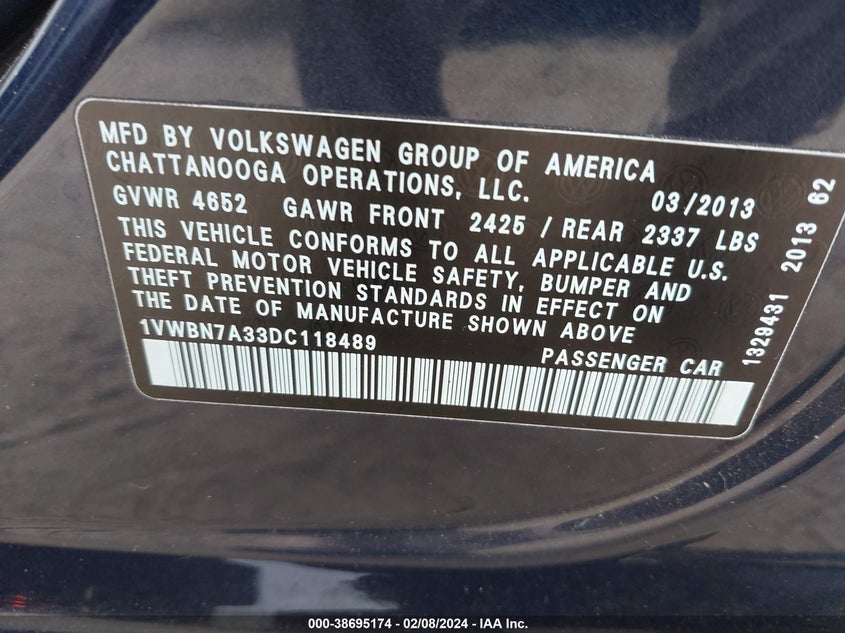 MFD BY VOLKSWAGEN GROUP OF AMERICA
CHATTANOOGA OPERATIONS, LLC. 03/2013
GVWR 4652 GAWR FRONT 2425 / REAR 2337 LBS
THIS VEHICLE CONFORMS TO ALL APPLICABLE U.S.
FEDERAL MOTOR VEHICLE SAFETY, BUMPER AND
THEFT PREVENTION STANDARDS IN EFFECT ON
THE DATE OF MANUFACTURE SHOWN ABOVE
1VWBN7A33DC118489 PASSENGER CAR
1329431 2013 62
000-38695174 - 02/08/2024 - IAA Inc.